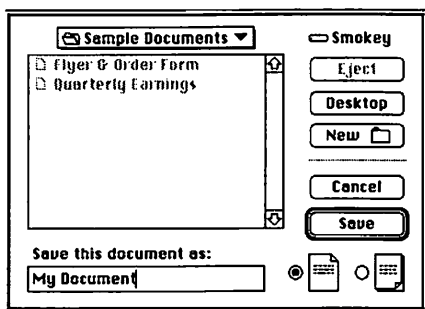 Sample Documents
Smokey
Flyer & Order Form
Quarterly Earnings
Eject
Desktop
New
Cancel
Save
Save this document as:
My Document